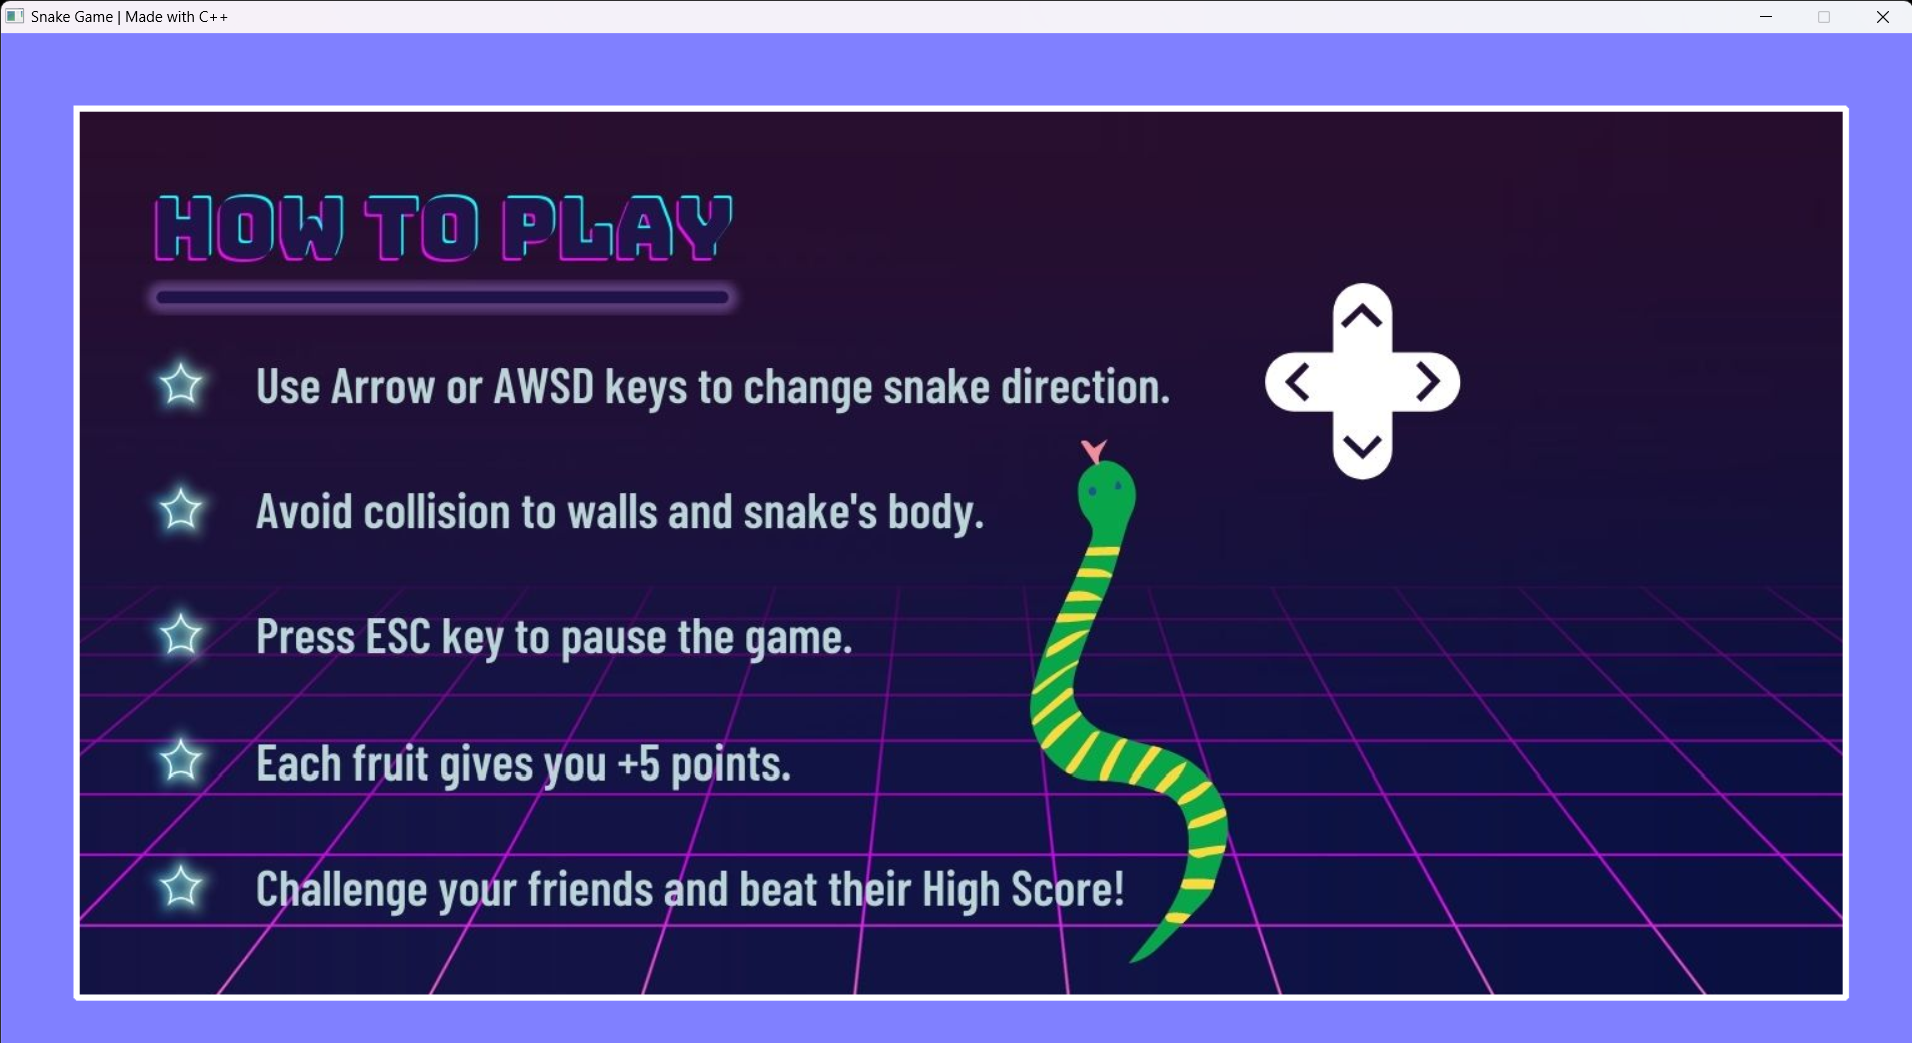 Snake Game | Made with C++
HOW TO PLAY
Use Arrow or AWSD keys to change snake direction.
Avoid collision to walls and snake's body.
Press ESC key to pause the game.
Each fruit gives you +5 points.
Challenge your friends and beat their High Score!